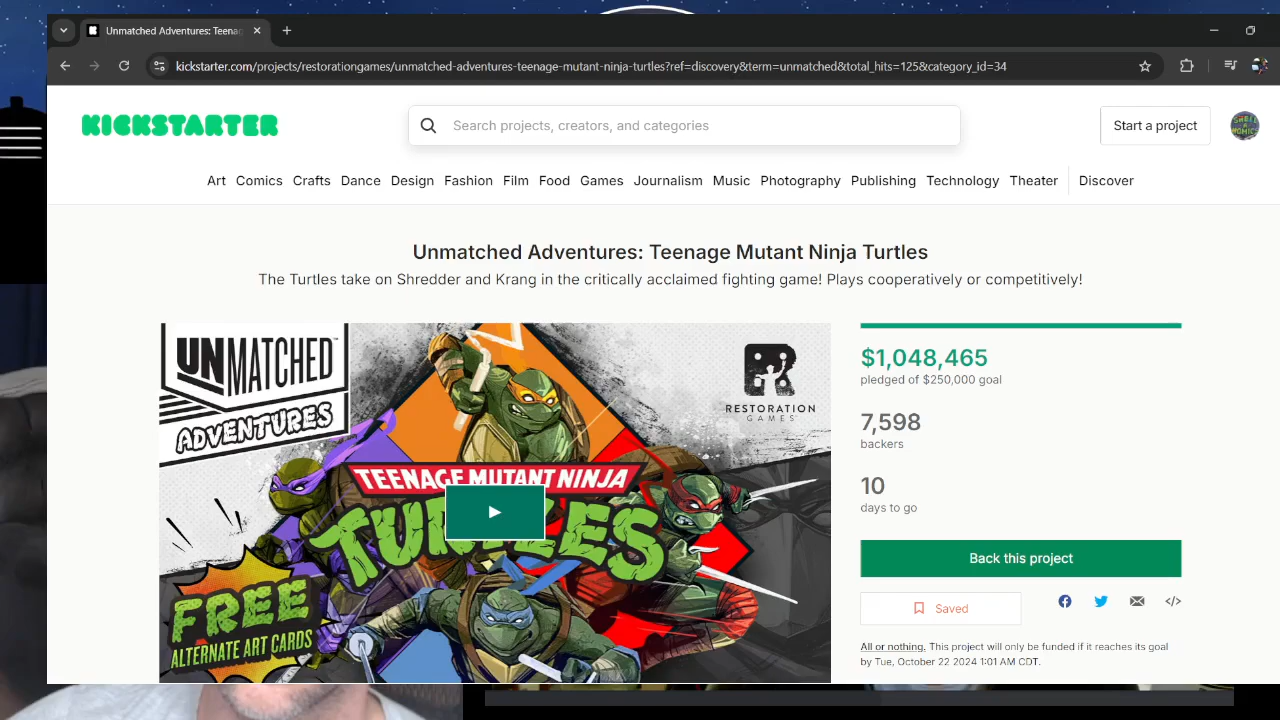 Unmatched Adventures: Teenag
kickstarter.com/projects/restorationgames/unmatched-adventures-teenage-mutant-ninja-turtles?ref=discovery&term=unmatched&total_hits=125&category_id=34
KICKSTARTER
Search projects, creators, and categories
Start a project
SHELL
NOMICS
Art Comics Crafts Dance Design Fashion Film Food Games Journalism Music Photography Publishing Technology Theater Discover
Unmatched Adventures: Teenage Mutant Ninja Turtles
The Turtles take on Shredder and Krang in the critically acclaimed fighting game! Plays cooperatively or competitively!
UNMATCHED
ADVENTURES
RESTORATION
GAMES
TEENAGE MUTANT NINJA
TURTLES
FREE
ALTERNATE ART CARDS
$1,048,465
pledged of $250,000 goal
7,598
backers
10
days to go
Back this project
Saved
All or nothing. This project will only be funded if it reaches its goal
by Tue, October 22 2024 1:01 AM CDT.